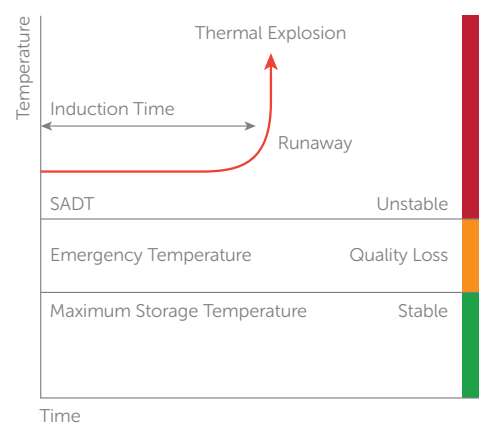 Temperature
Thermal Explosion
Induction Time
Runaway
SADT Unstable
Emergency Temperature Quality Loss
Maximum Storage Temperature Stable
Time